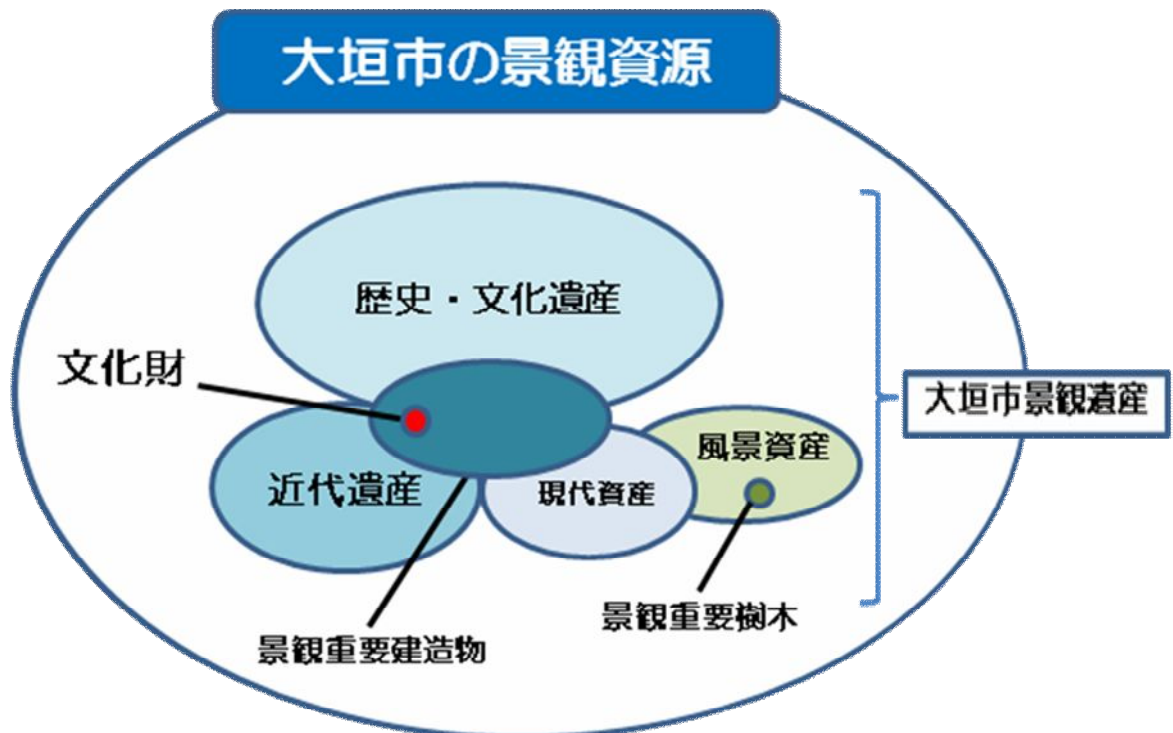 大垣市の景観資源
歴史・文化遺産
文化財
大垣市景観遺産
風景資産
近代遺産
現代資産
景観重要樹木
景観重要建造物